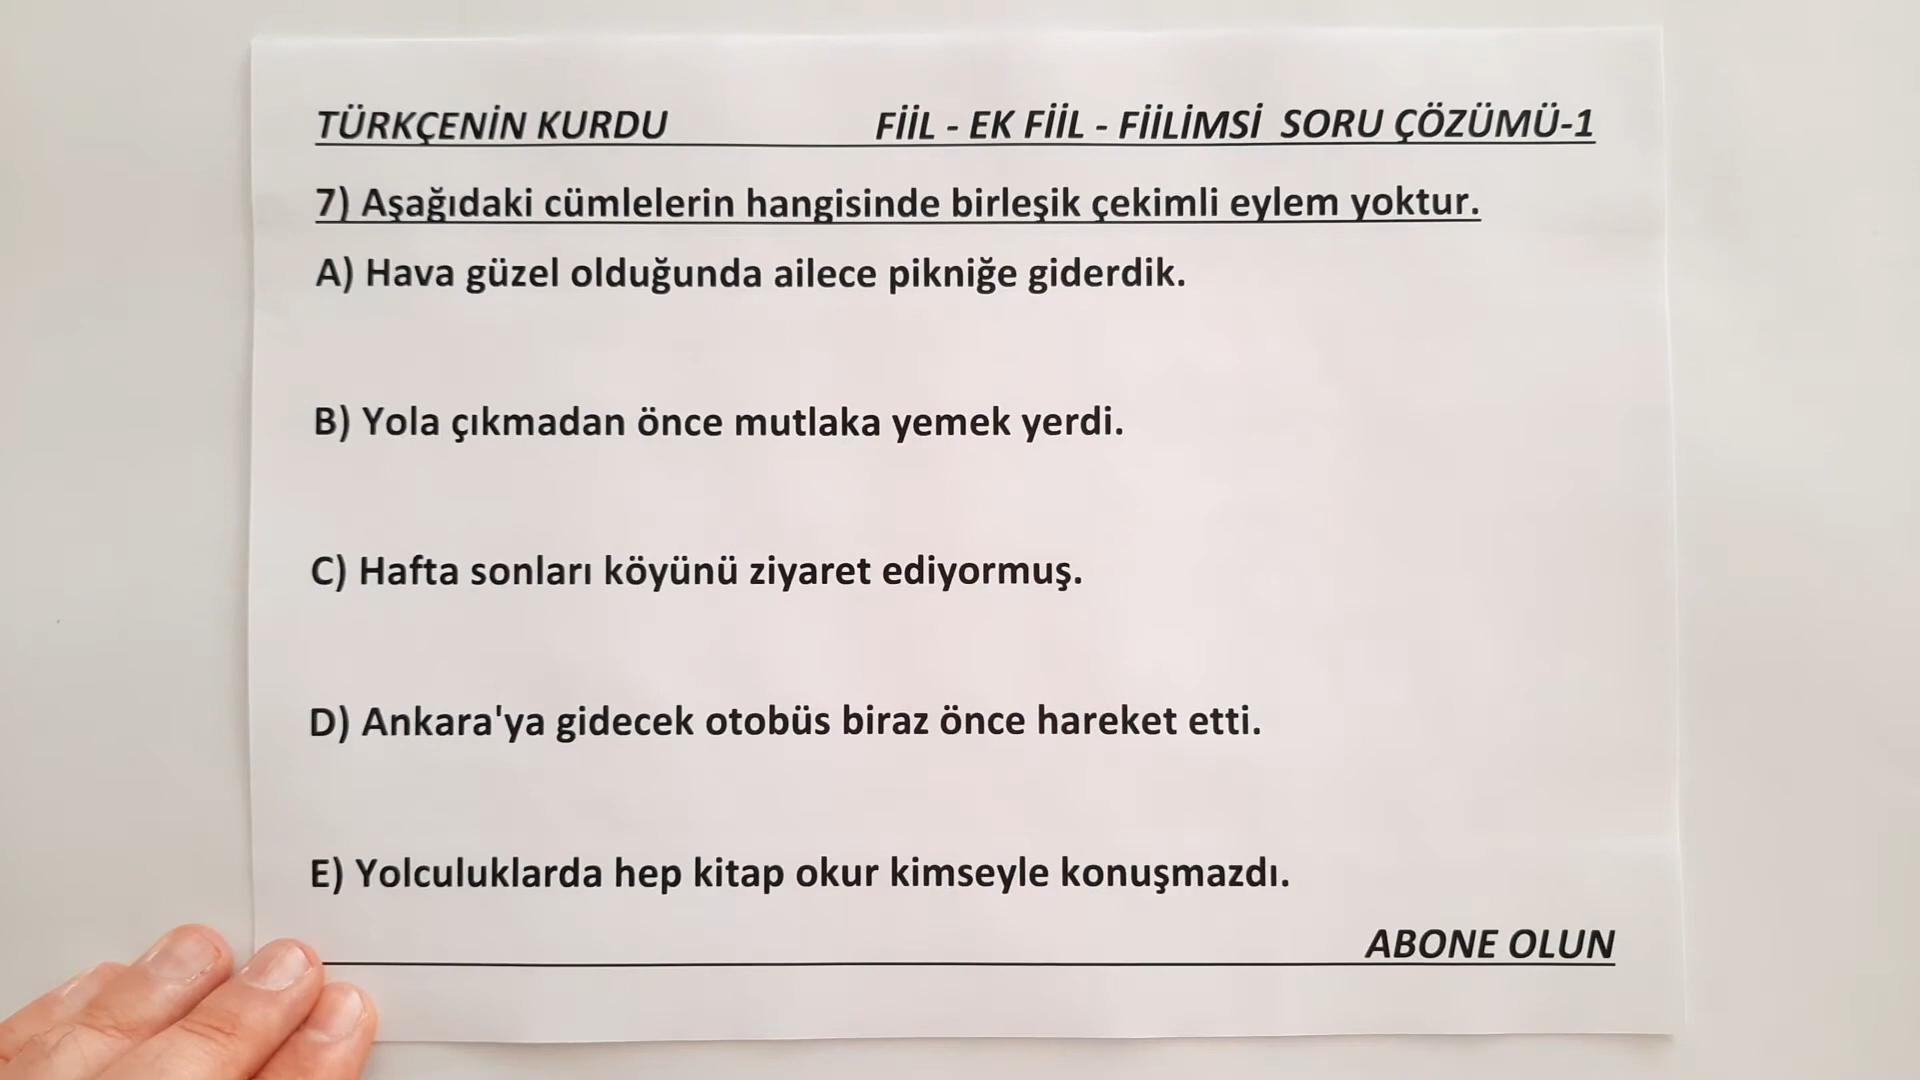 TÜRKÇENİN KURDU FİİL - EK FİİL - FİİLİMSİ SORU ÇÖZÜMÜ-1
7) Aşağıdaki cümlelerin hangisinde birleşik çekimli eylem yoktur.
A) Hava güzel olduğunda ailece pikniğe giderdik.
B) Yola çıkmadan önce mutlaka yemek yerdi.
C) Hafta sonları köyünü ziyaret ediyormuş.
D) Ankara'ya gidecek otobüs biraz önce hareket etti.
E) Yolculuklarda hep kitap okur kimseyle konuşmazdı.
ABONE OLUN